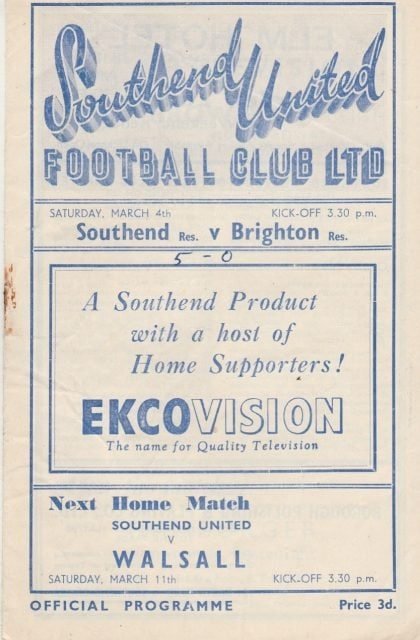 Southend United
FOOTBALL CLUB LTD
SATURDAY, MARCH 4th KICK-OFF 3.30 p.m.
Southend Res. v Brighton Res.
5 - 0
A Southend Product
with a host of
Home Supporters!
EKCOVISION
The name for Quality Television
Next Home Match
SOUTHEND UNITED
v
WALSALL
SATURDAY, MARCH 11th KICK-OFF 3.30 p.m.
OFFICIAL PROGRAMME Price 3d.